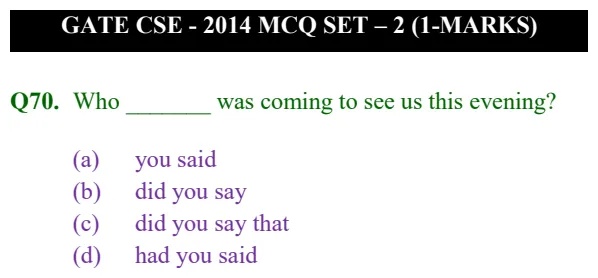 GATE CSE - 2014 MCQ SET – 2 (1-MARKS)
Q70. Who _______ was coming to see us this evening?
(a) you said
(b) did you say
(c) did you say that
(d) had you said